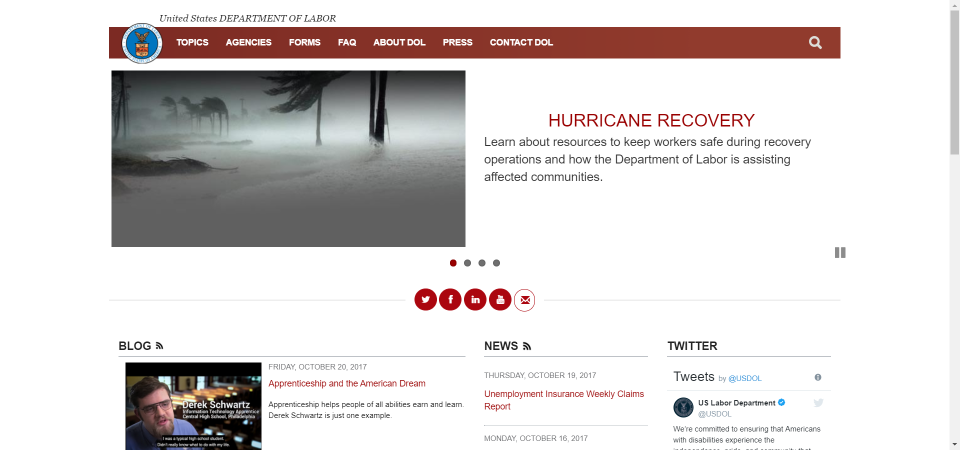 United States DEPARTMENT OF LABOR
TOPICS AGENCIES FORMS FAQ ABOUT DOL PRESS CONTACT DOL
HURRICANE RECOVERY
Learn about resources to keep workers safe during recovery
operations and how the Department of Labor is assisting
affected communities.
BLOG
FRIDAY, OCTOBER 20, 2017
Apprenticeship and the American Dream
Apprenticeship helps people of all abilities earn and learn.
Derek Schwartz is just one example.
Derek Schwartz
Information Technology Apprentice
Central High School, Philadelphia
I was a typical high school student.
Didn't really know what to do with my life.
NEWS
THURSDAY, OCTOBER 19, 2017
Unemployment Insurance Weekly Claims
Report
MONDAY, OCTOBER 16, 2017
TWITTER
Tweets by @USDOL
US Labor Department
@USDOL
We're committed to ensuring that Americans
with disabilities experience the